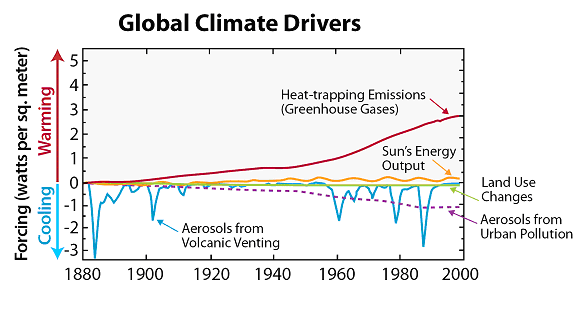 Global Climate Drivers
Forcing (watts per sq. meter)
Warming
Cooling
5
4
3
2
1
0
-1
-2
-3
Heat-trapping Emissions
(Greenhouse Gases)
Sun's Energy
Output
Land Use
Changes
Aerosols from
Urban Pollution
Aerosols from
Volcanic Venting
1880 1900 1920 1940 1960 1980 2000